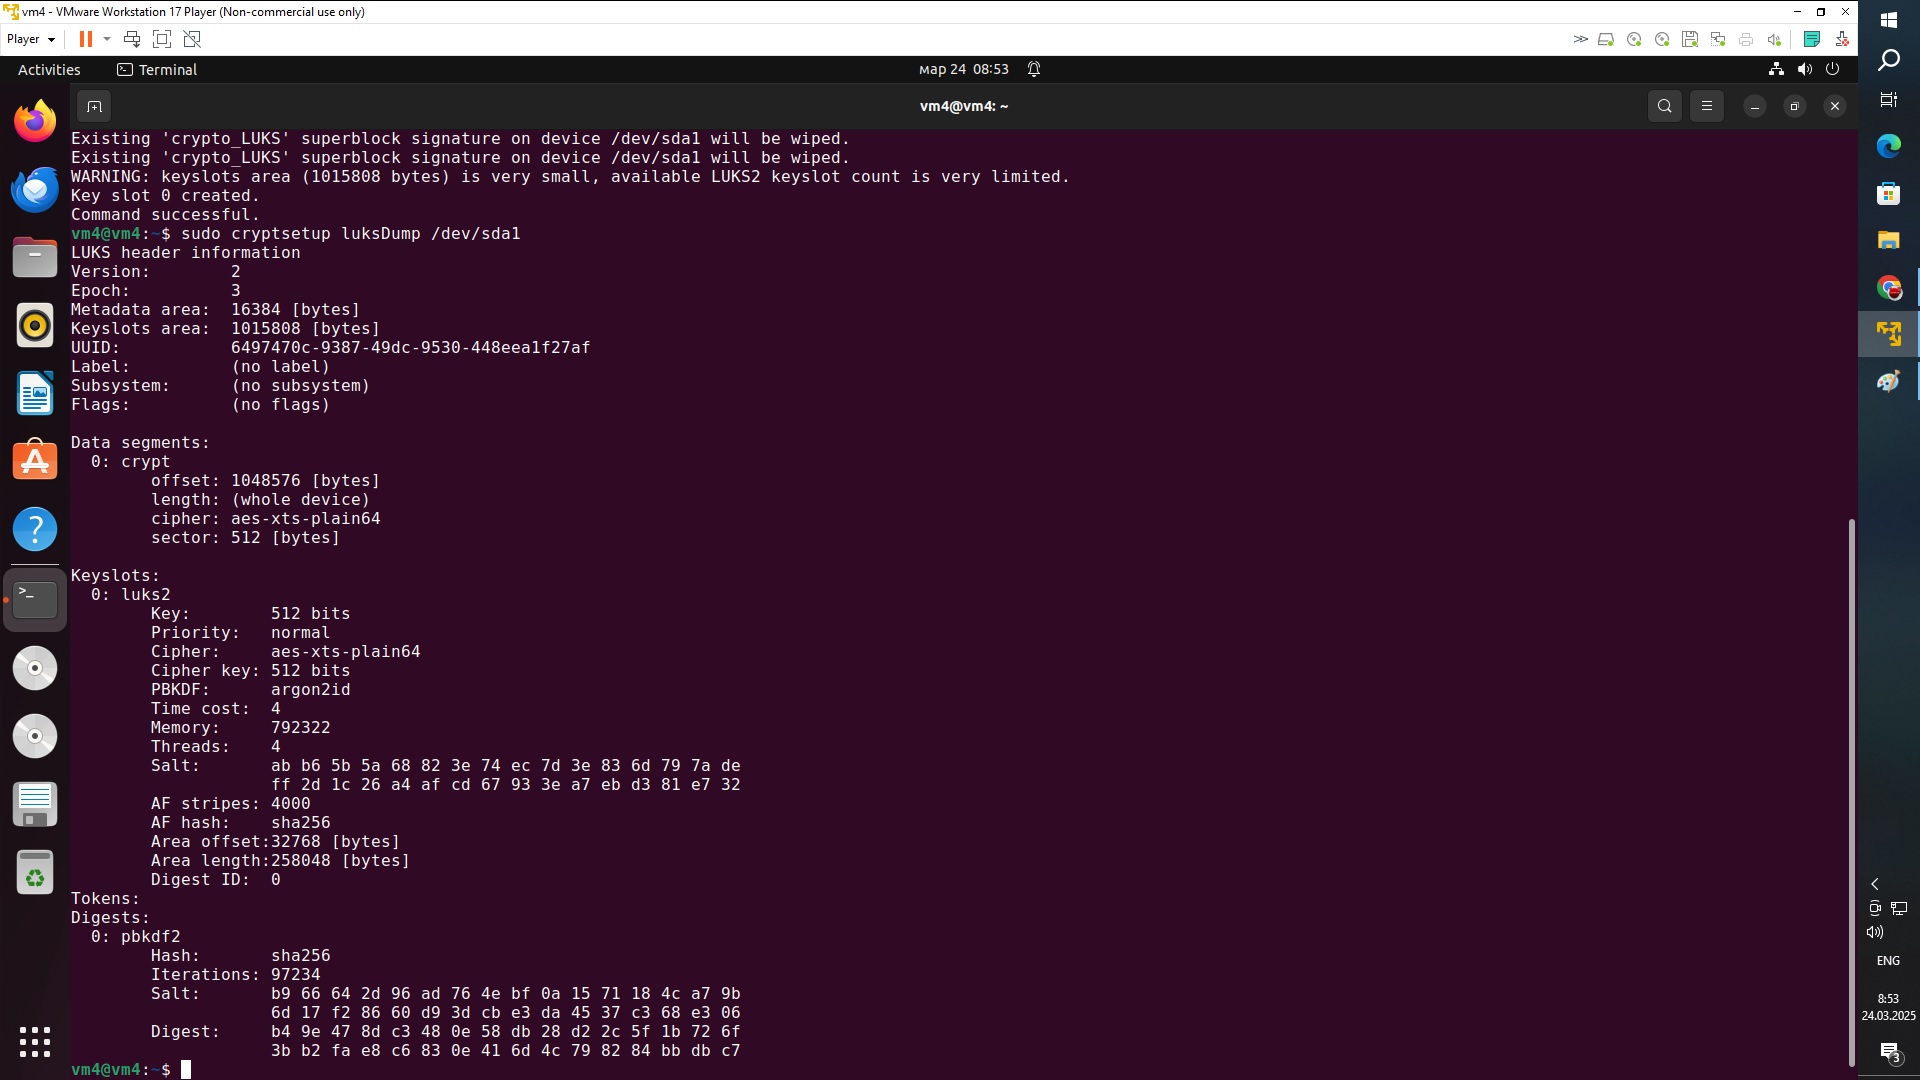 vm4 - VMware Workstation 17 Player (Non-commercial use only)
Player
Activities
Terminal
мар 24 08:53
vm4@vm4: ~
Existing 'crypto_LUKS' superblock signature on device /dev/sda1 will be wiped.
Existing 'crypto_LUKS' superblock signature on device /dev/sda1 will be wiped.
WARNING: keyslots area (1015808 bytes) is very small, available LUKS2 keyslot count is very limited.
Key slot 0 created.
Command successful.
vm4@vm4:~$ sudo cryptsetup luksDump /dev/sda1
LUKS header information
Version: 2
Epoch: 3
Metadata area: 16384 [bytes]
Keyslots area: 1015808 [bytes]
UUID: 6497470c-9387-49dc-9530-448eea1f27af
Label: (no label)
Subsystem: (no subsystem)
Flags: (no flags)
Data segments:
0: crypt
offset: 1048576 [bytes]
length: (whole device)
cipher: aes-xts-plain64
sector: 512 [bytes]
Keyslots:
0: luks2
Key: 512 bits
Priority: normal
Cipher: aes-xts-plain64
Cipher key: 512 bits
PBKDF: argon2id
Time cost: 4
Memory: 792322
Threads: 4
Salt: ab b6 5b 5a 68 82 3e 74 ec 7d 3e 83 6d 79 7a de
ff 2d 1c 26 a4 af cd 67 93 3e a7 eb d3 81 e7 32
AF stripes: 4000
AF hash: sha256
Area offset:32768 [bytes]
Area length:258048 [bytes]
Digest ID: 0
Tokens:
Digests:
0: pbkdf2
Hash: sha256
Iterations: 97234
Salt: b9 66 64 2d 96 ad 76 4e bf 0a 15 71 18 4c a7 9b
6d 17 f2 86 60 d9 3d cb e3 da 45 37 c3 68 e3 06
Digest: b4 9e 47 8d c3 48 0e 58 db 28 d2 2c 5f 1b 72 6f
3b b2 fa e8 c6 83 0e 41 6d 4c 79 82 84 bb db c7
vm4@vm4:~$
ENG
8:53
24.03.2025
3